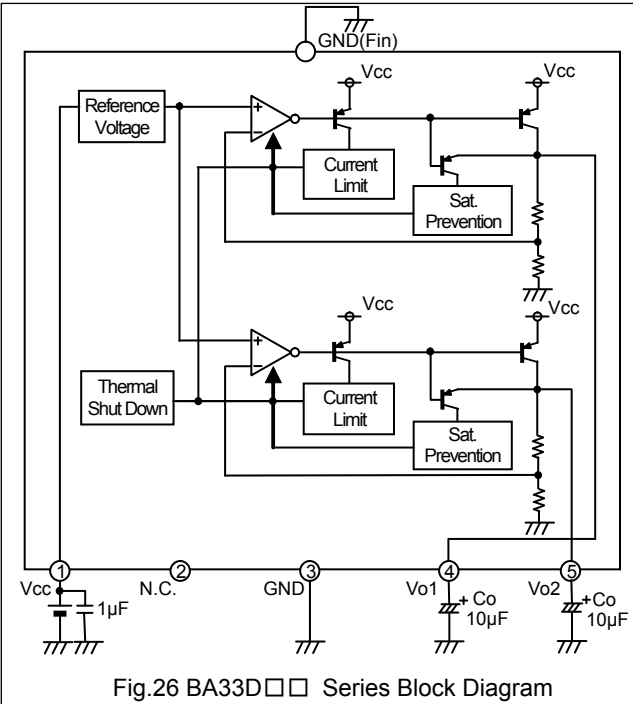 GND(Fin)
Vcc
Vcc
Reference
Voltage
+
−
Current
Limit
Sat.
Prevention
Vcc
Vcc
+
−
Thermal
Shut Down
Current
Limit
Sat.
Prevention
1
2
3
4
5
Vcc
N.C.
GND
Vo1
Vo2
1μF
+ Co
10μF
+ Co
10μF
Fig.26 BA33D□□ Series Block Diagram